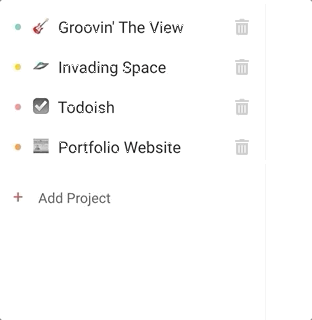 Groovin' The View
Invading Space
Todoish
Portfolio Website
+ Add Project